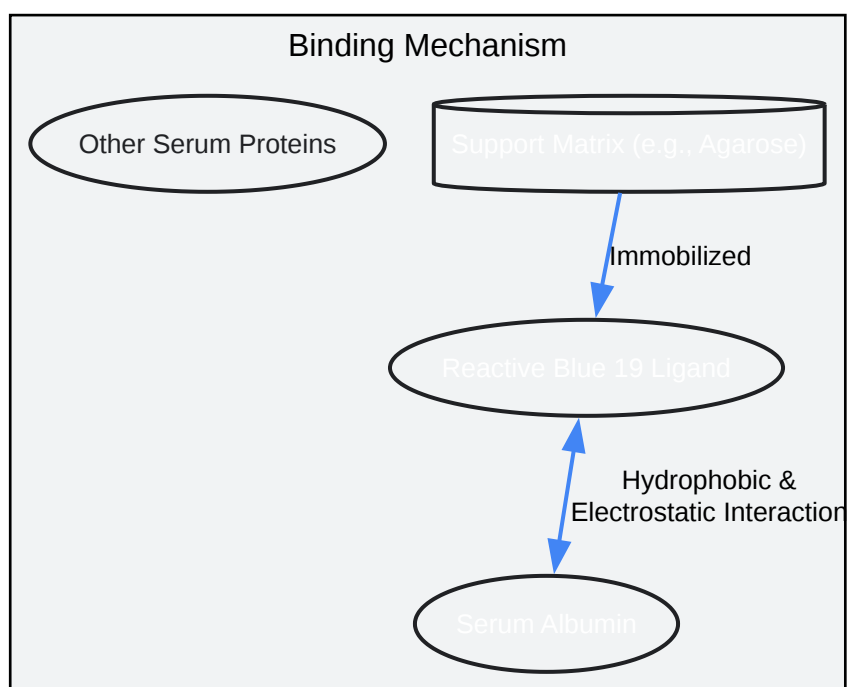 Binding Mechanism
Other Serum Proteins
Support Matrix (e.g., Agarose)
Immobilized
Reactive Blue 19 Ligand
Hydrophobic &
Electrostatic Interaction
Serum Albumin